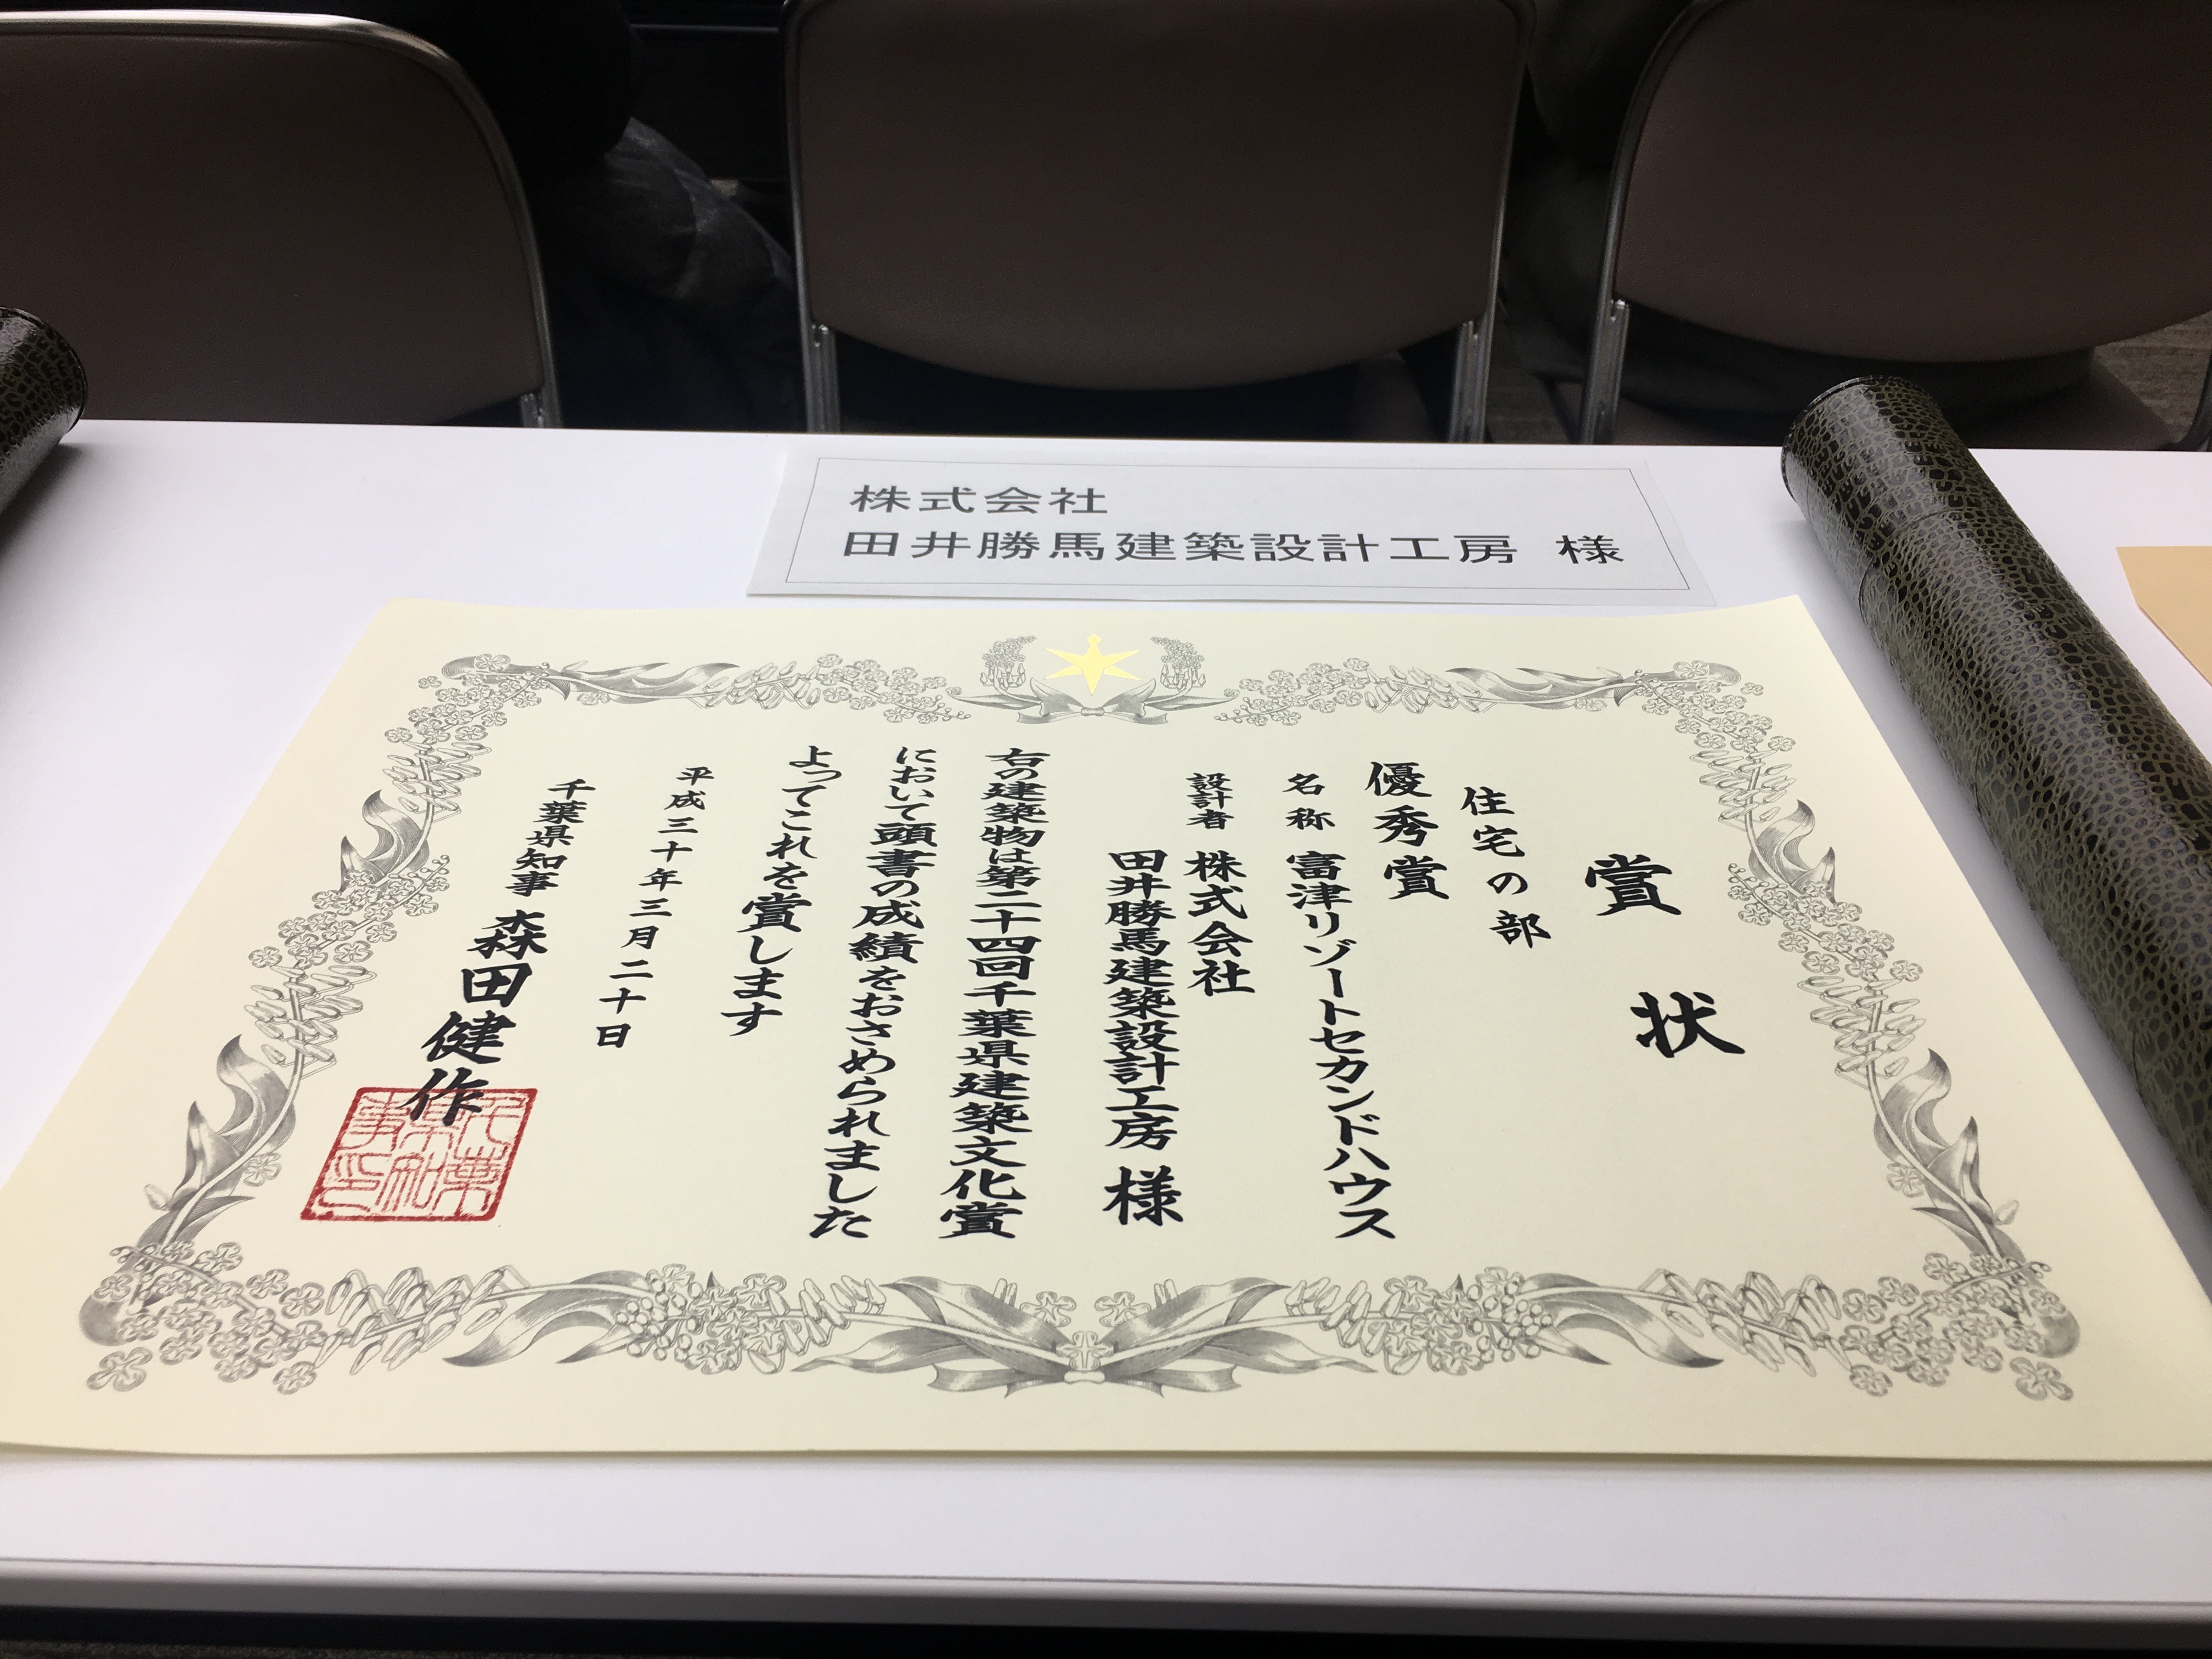 株式会社
田井勝馬建築設計工房 様
賞 状
住宅の部
優秀賞
名称 富津リゾートセカンドハウス
設計者 株式会社
田井勝馬建築設計工房 様
右の建築物は第二十四回千葉県建築文化賞
において頭書の成績をおさめられました
よってこれを賞します
平成三十年三月二十日
千葉県知事 森田健作
千葉県知事印